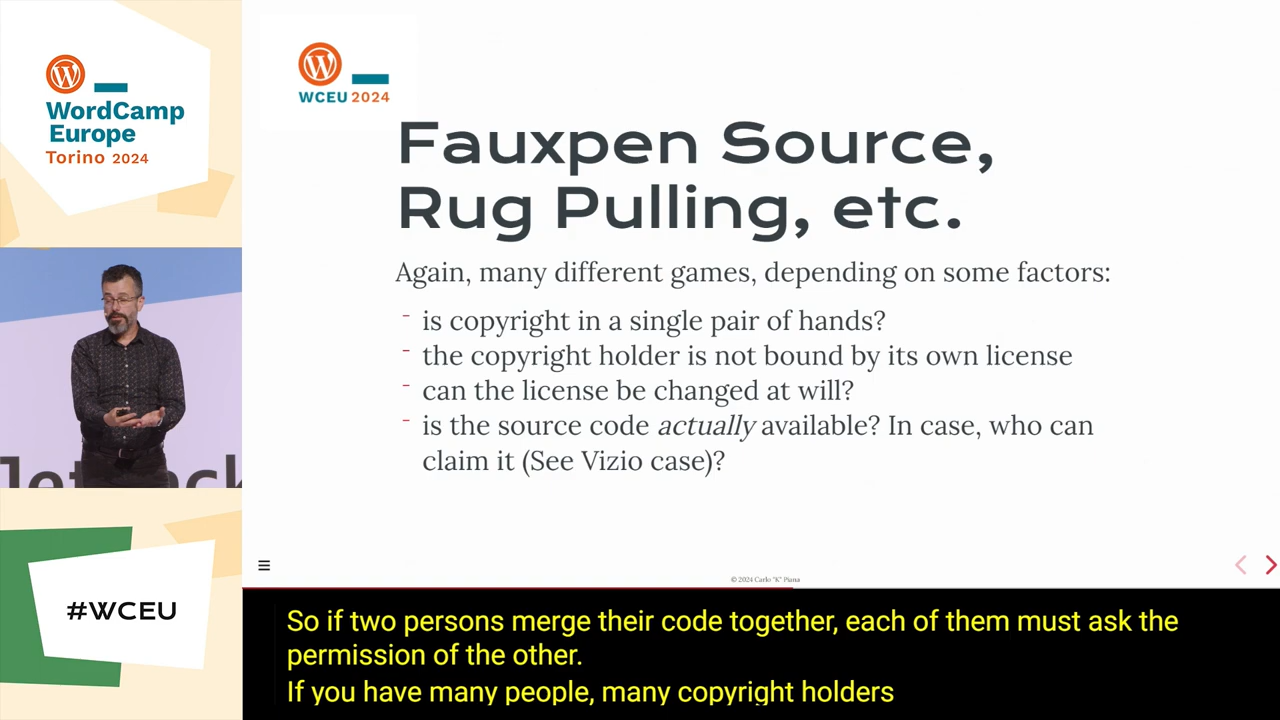 WordCamp
Europe
Torino 2024
WCEU 2024
Fauxpen Source,
Rug Pulling, etc.
Again, many different games, depending on some factors:
- is copyright in a single pair of hands?
- the copyright holder is not bound by its own license
- can the license be changed at will?
- is the source code actually available? In case, who can
claim it (See Vizio case)?
© 2024 Carlo "K" Piana
#WCEU
So if two persons merge their code together, each of them must ask the
permission of the other.
If you have many people, many copyright holders